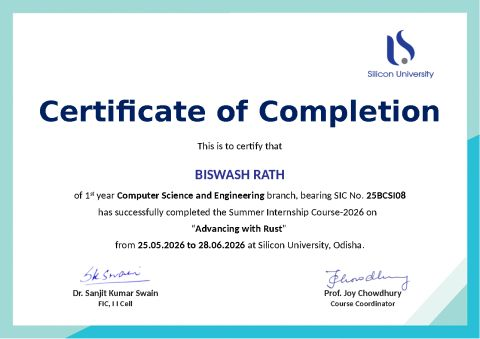 Silicon University
Certificate of Completion
This is to certify that
BISWASH RATH
of 1st year Computer Science and Engineering branch, bearing SIC No. 25BCSI08
has successfully completed the Summer Internship Course-2026 on
"Advancing with Rust"
from 25.05.2026 to 28.06.2026 at Silicon University, Odisha.
SK Swain
JChowdhury
Dr. Sanjit Kumar Swain
Prof. Joy Chowdhury
FIC, I I Cell
Course Coordinator